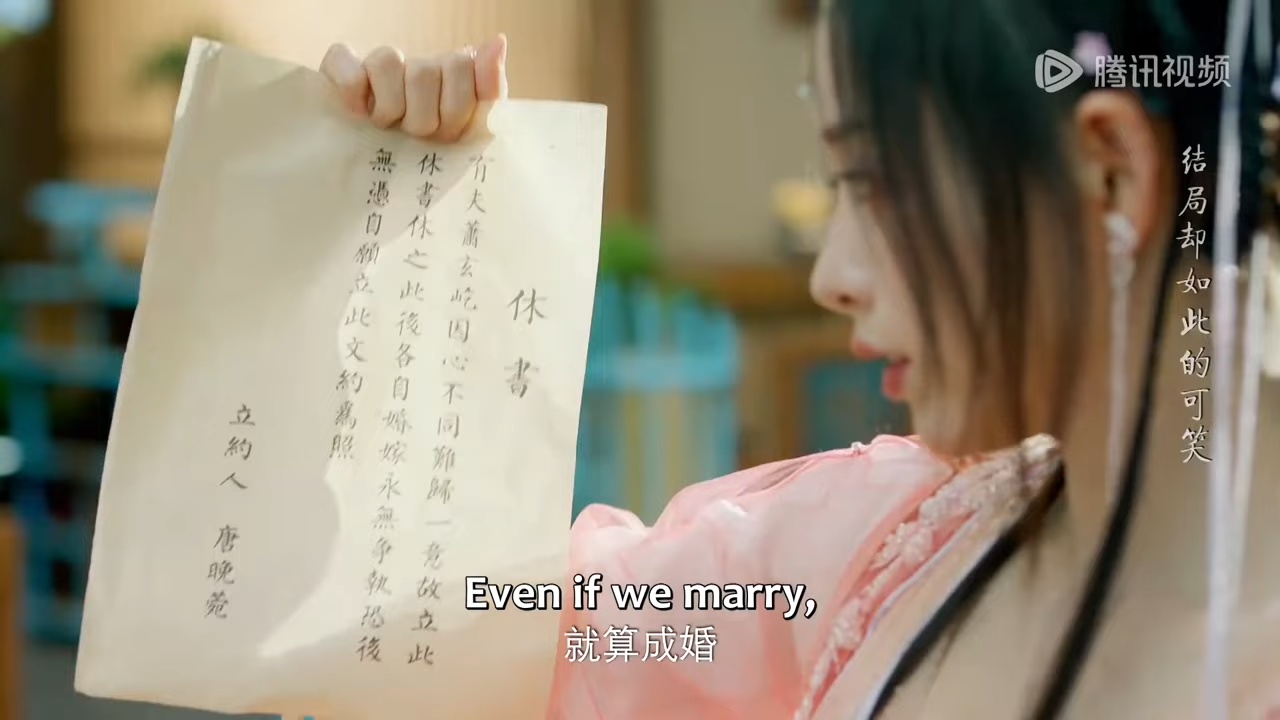 腾讯视频
结局却如此的可笑
休書
有夫蕭玄屹因心不同難歸一意故立此
休書休之此後各自婚嫁永無争執恐後
無憑自願立此文約爲照
立約人 唐晚菀
Even if we marry,
就算成婚